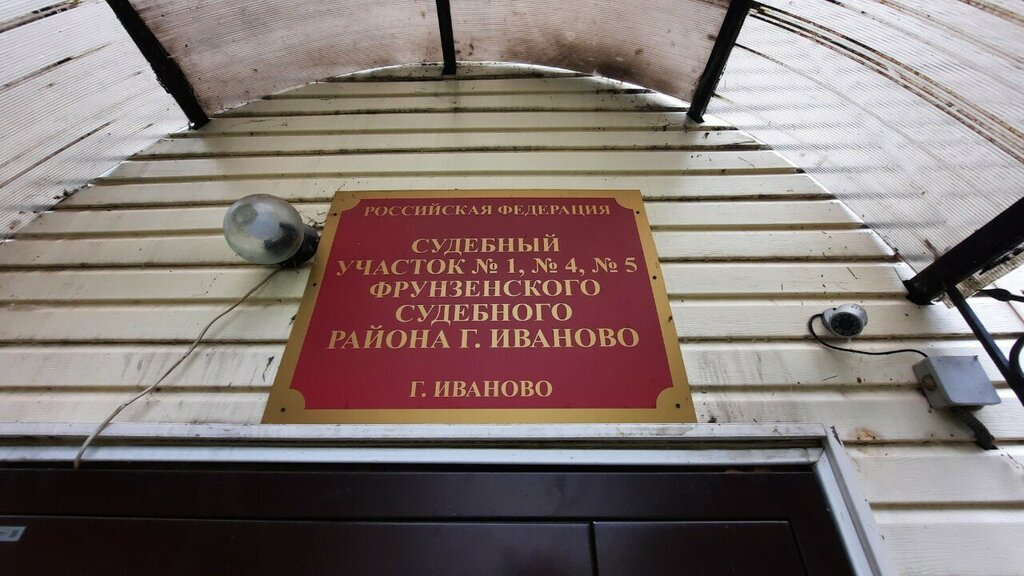 РОССИЙСКАЯ ФЕДЕРАЦИЯ
СУДЕБНЫЙ
УЧАСТОК № 1, № 4, № 5
ФРУНЗЕНСКОГО
СУДЕБНОГО
РАЙОНА Г. ИВАНОВО
Г. ИВАНОВО